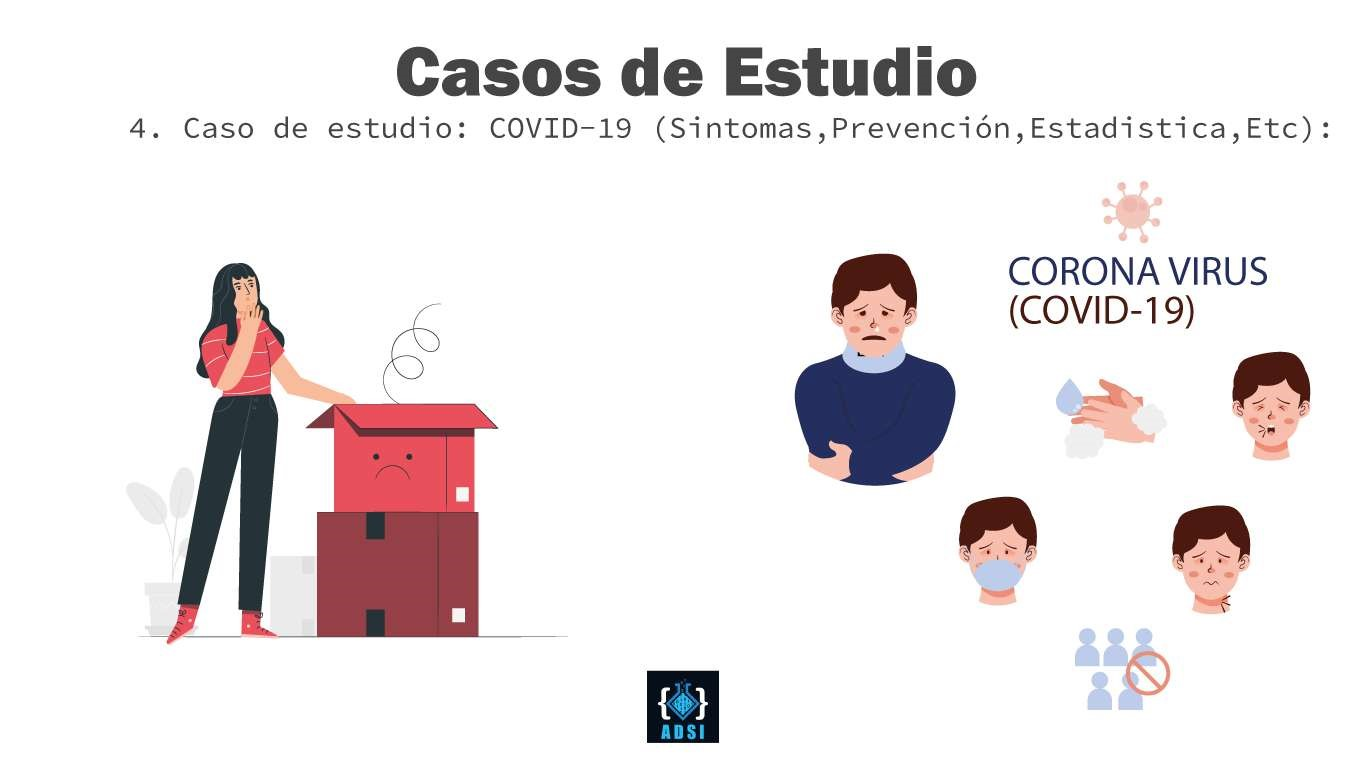 Casos de Estudio
4. Caso de estudio: COVID-19 (Sintomas,Prevención,Estadistica,Etc):
CORONA VIRUS
(COVID-19)
{ }
ADSI